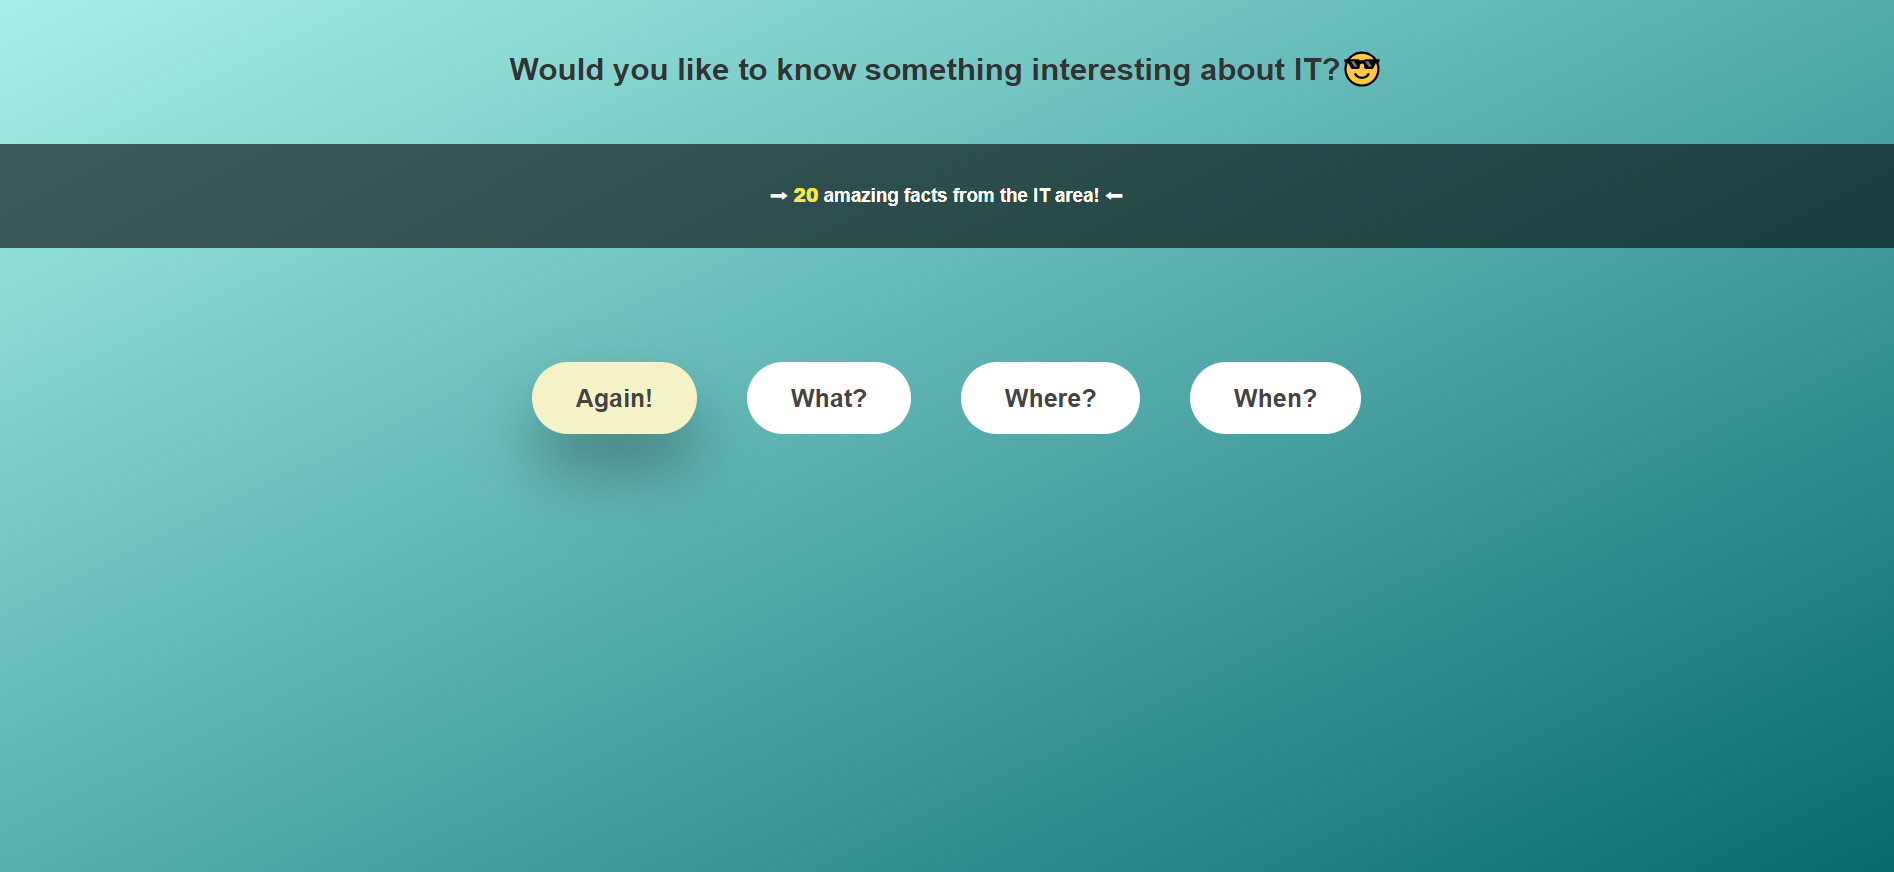 Would you like to know something interesting about IT?😎
➞ 20 amazing facts from the IT area! ⬅
Again! What? Where? When?